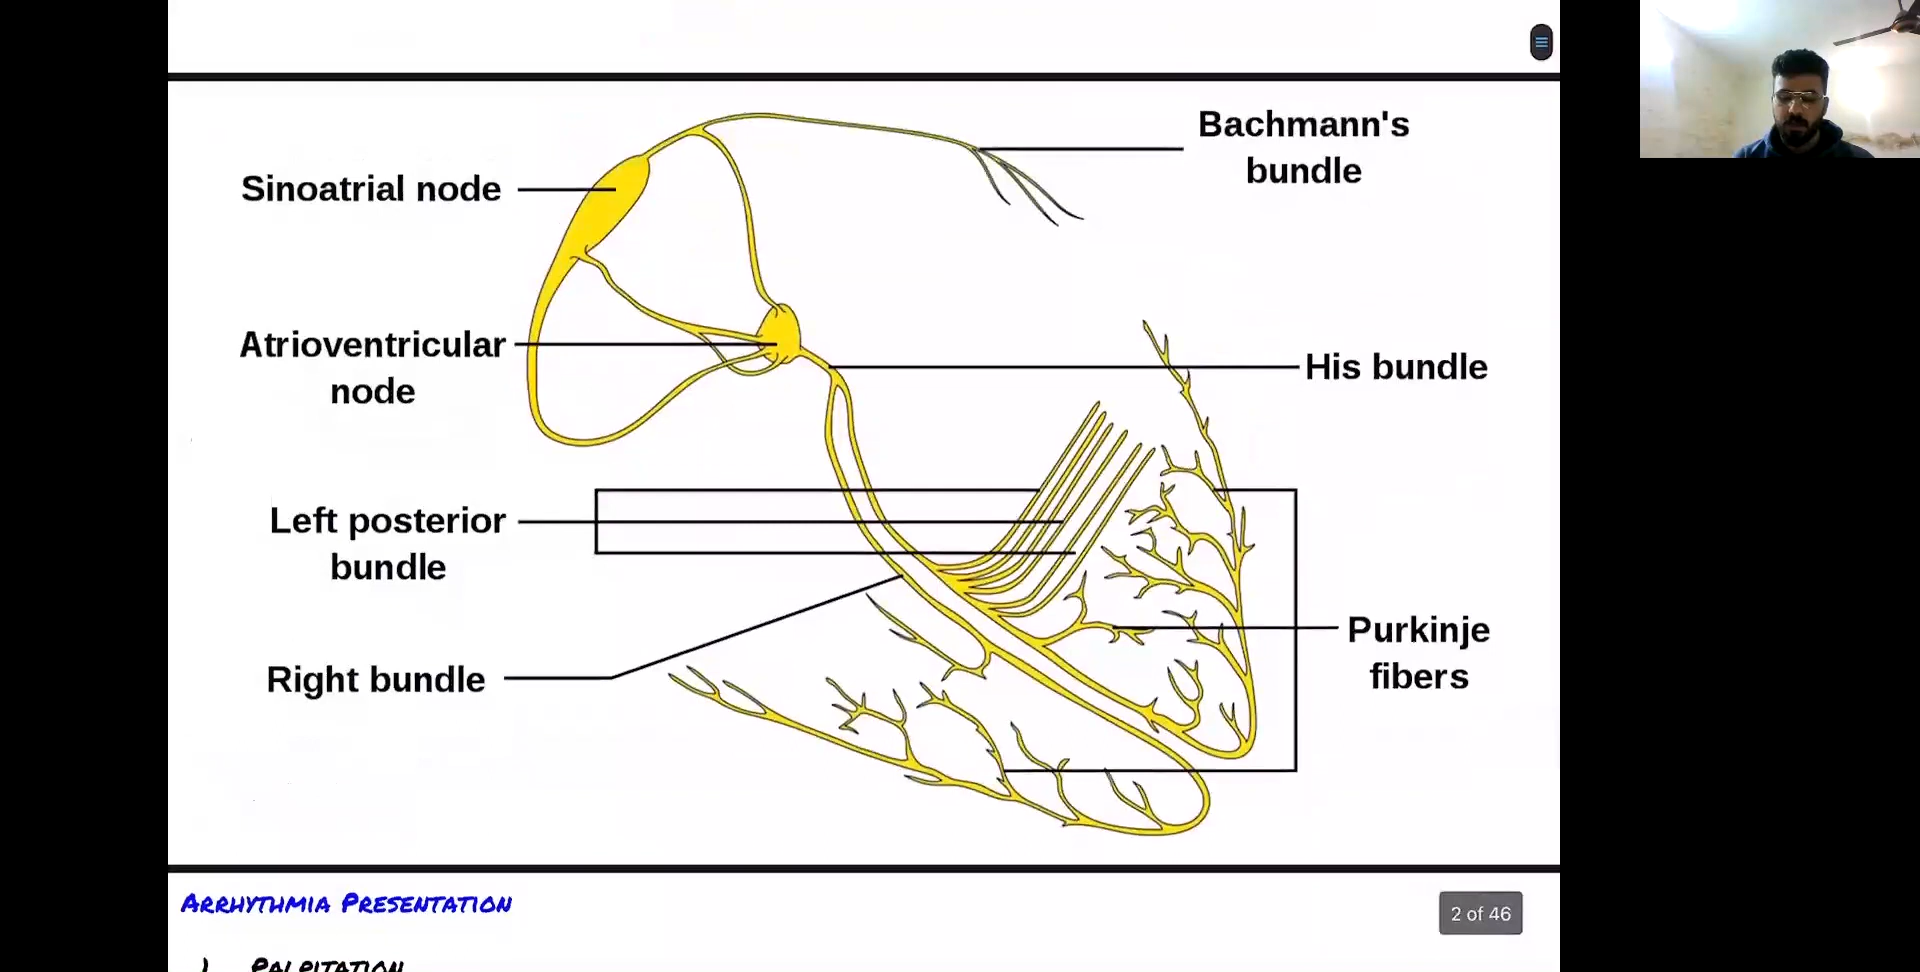 Bachmann's
bundle
Sinoatrial node
Atrioventricular
node
His bundle
Left posterior
bundle
Purkinje
fibers
Right bundle
ARRHYTHMIA PRESENTATION
2 of 46
) PALPITATION